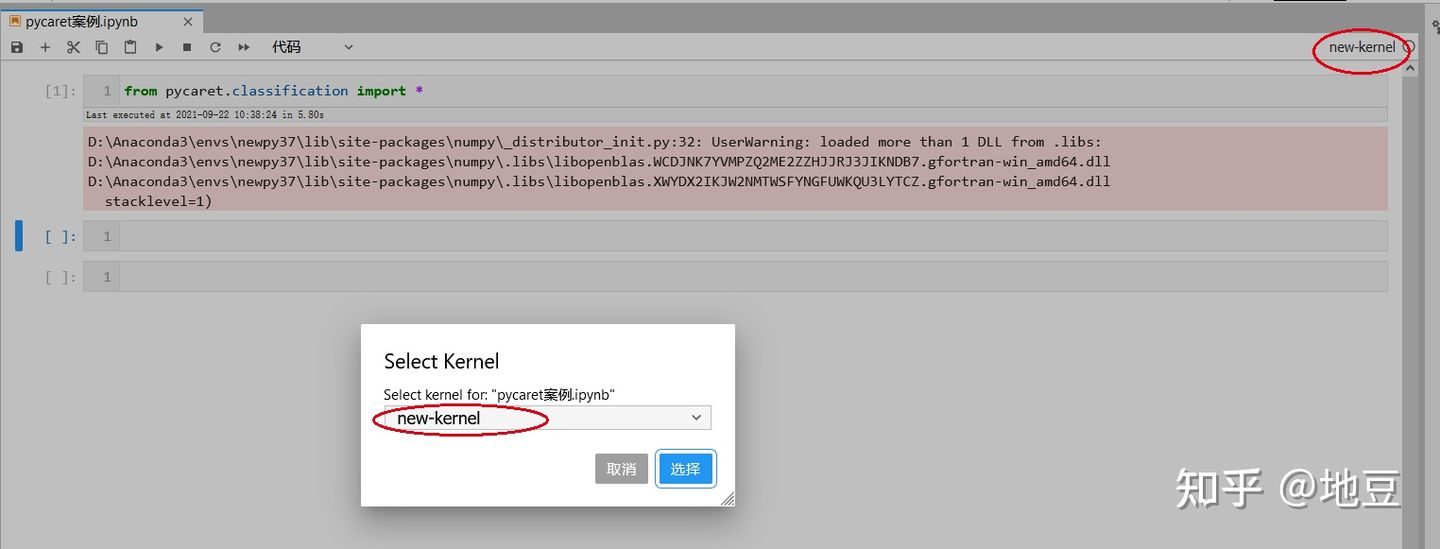 pycaret案例.ipynb
代码
new-kernel
[1]: 1 from pycaret.classification import *
Last executed at 2021-09-22 10:38:24 in 5.80s
D:\Anaconda3\envs\newpy37\lib\site-packages\numpy\_distributor_init.py:32: UserWarning: loaded more than 1 DLL from .libs:
D:\Anaconda3\envs\newpy37\lib\site-packages\numpy\.libs\libopenblas.WCDJNK7YVMPZQ2ME2ZZHJJRJ3JIKNDB7.gfortran-win_amd64.dll
D:\Anaconda3\envs\newpy37\lib\site-packages\numpy\.libs\libopenblas.XWYDX2IKJW2NMTWSFYNGFUWKQU3LYTCZ.gfortran-win_amd64.dll
stacklevel=1)
[ ]: 1
[ ]: 1
Select Kernel
Select kernel for: "pycaret案例.ipynb"
new-kernel
取消 选择
知乎 @地豆